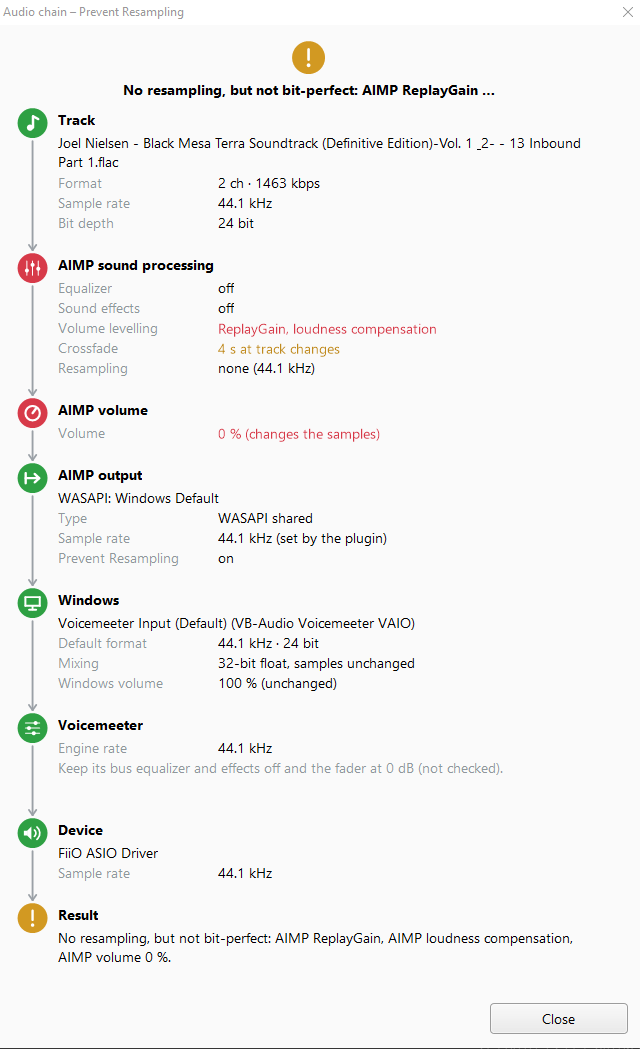 Audio chain – Prevent Resampling
No resampling, but not bit-perfect: AIMP ReplayGain ...
Track
Joel Nielsen - Black Mesa Terra Soundtrack (Definitive Edition)-Vol. 1 _2- - 13 Inbound
Part 1.flac
Format 2 ch · 1463 kbps
Sample rate 44.1 kHz
Bit depth 24 bit
AIMP sound processing
Equalizer off
Sound effects off
Volume levelling ReplayGain, loudness compensation
Crossfade 4 s at track changes
Resampling none (44.1 kHz)
AIMP volume
Volume 0 % (changes the samples)
AIMP output
WASAPI: Windows Default
Type WASAPI shared
Sample rate 44.1 kHz (set by the plugin)
Prevent Resampling on
Windows
Voicemeeter Input (Default) (VB-Audio Voicemeeter VAIO)
Default format 44.1 kHz · 24 bit
Mixing 32-bit float, samples unchanged
Windows volume 100 % (unchanged)
Voicemeeter
Engine rate 44.1 kHz
Keep its bus equalizer and effects off and the fader at 0 dB (not checked).
Device
FiiO ASIO Driver
Sample rate 44.1 kHz
Result
No resampling, but not bit-perfect: AIMP ReplayGain, AIMP loudness compensation,
AIMP volume 0 %.
Close